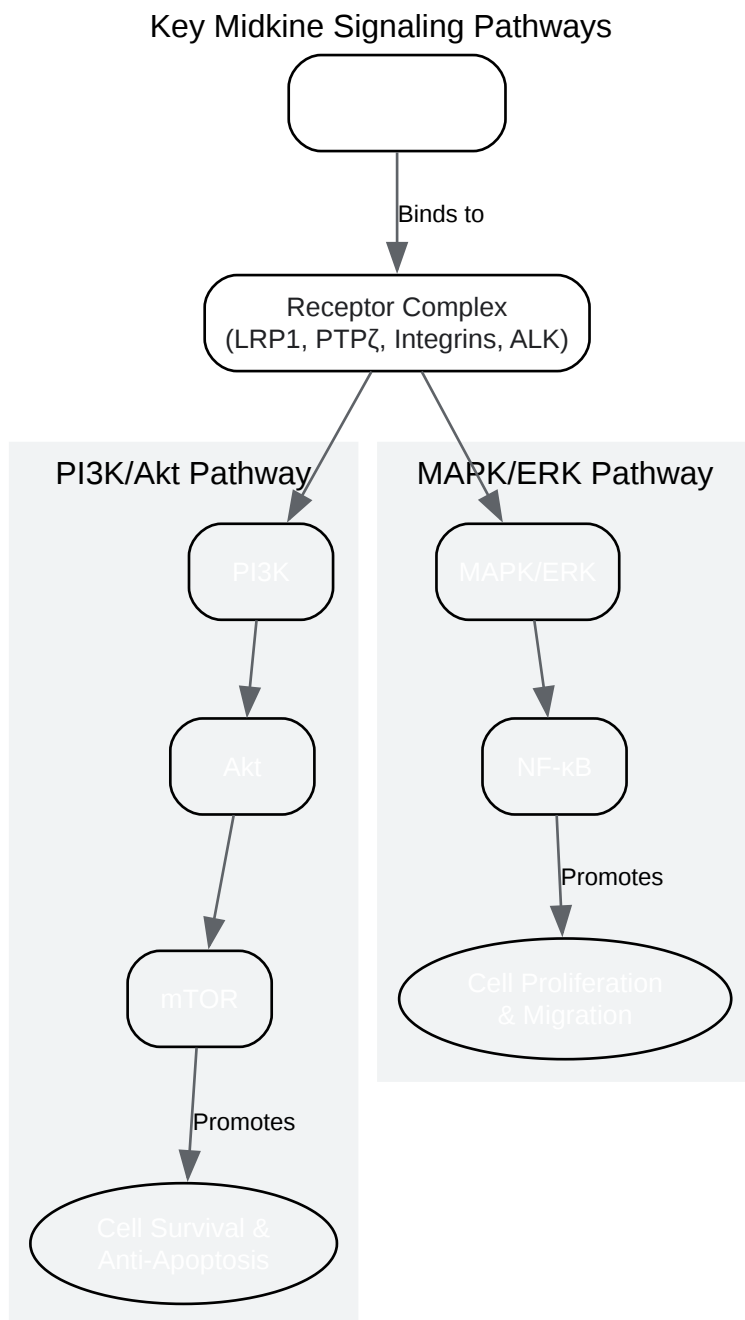 Key Midkine Signaling Pathways
Binds to
Receptor Complex
(LRP1, PTPζ, Integrins, ALK)
PI3K/Akt Pathway
MAPK/ERK Pathway
PI3K
MAPK/ERK
Akt
NF-κB
Promotes
mTOR
Cell Proliferation
& Migration
Promotes
Cell Survival &
Anti-Apoptosis